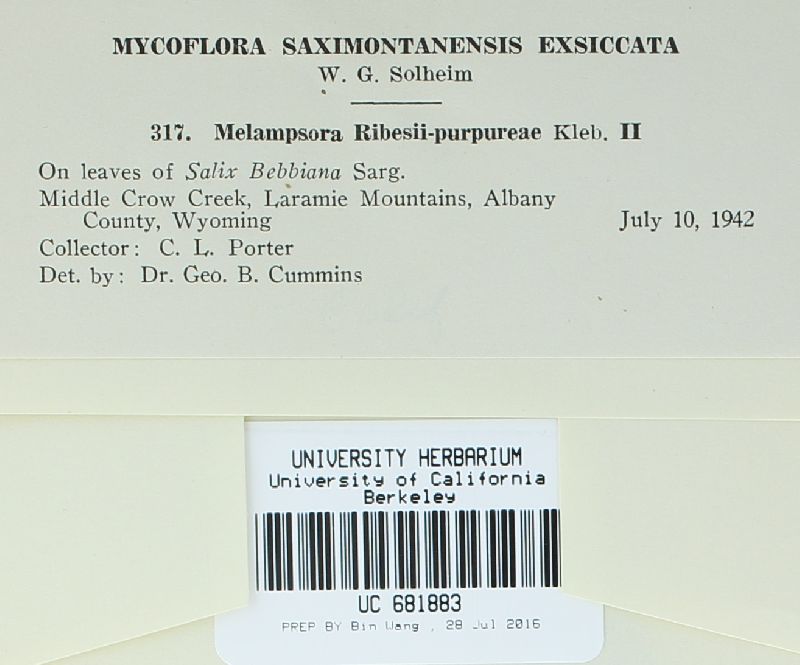 MYCOFLORA SAXIMONTANENSIS EXSICCATA
W. G. Solheim
317. Melampsora Ribesii-purpureae Kleb. II
On leaves of Salix Bebbiana Sarg.
Middle Crow Creek, Laramie Mountains, Albany
County, Wyoming July 10, 1942
Collector: C. L. Porter
Det. by: Dr. Geo. B. Cummins
UNIVERSITY HERBARIUM
University of California
Berkeley
UC 681883
PREP BY Bin Wang , 28 Jul 2016